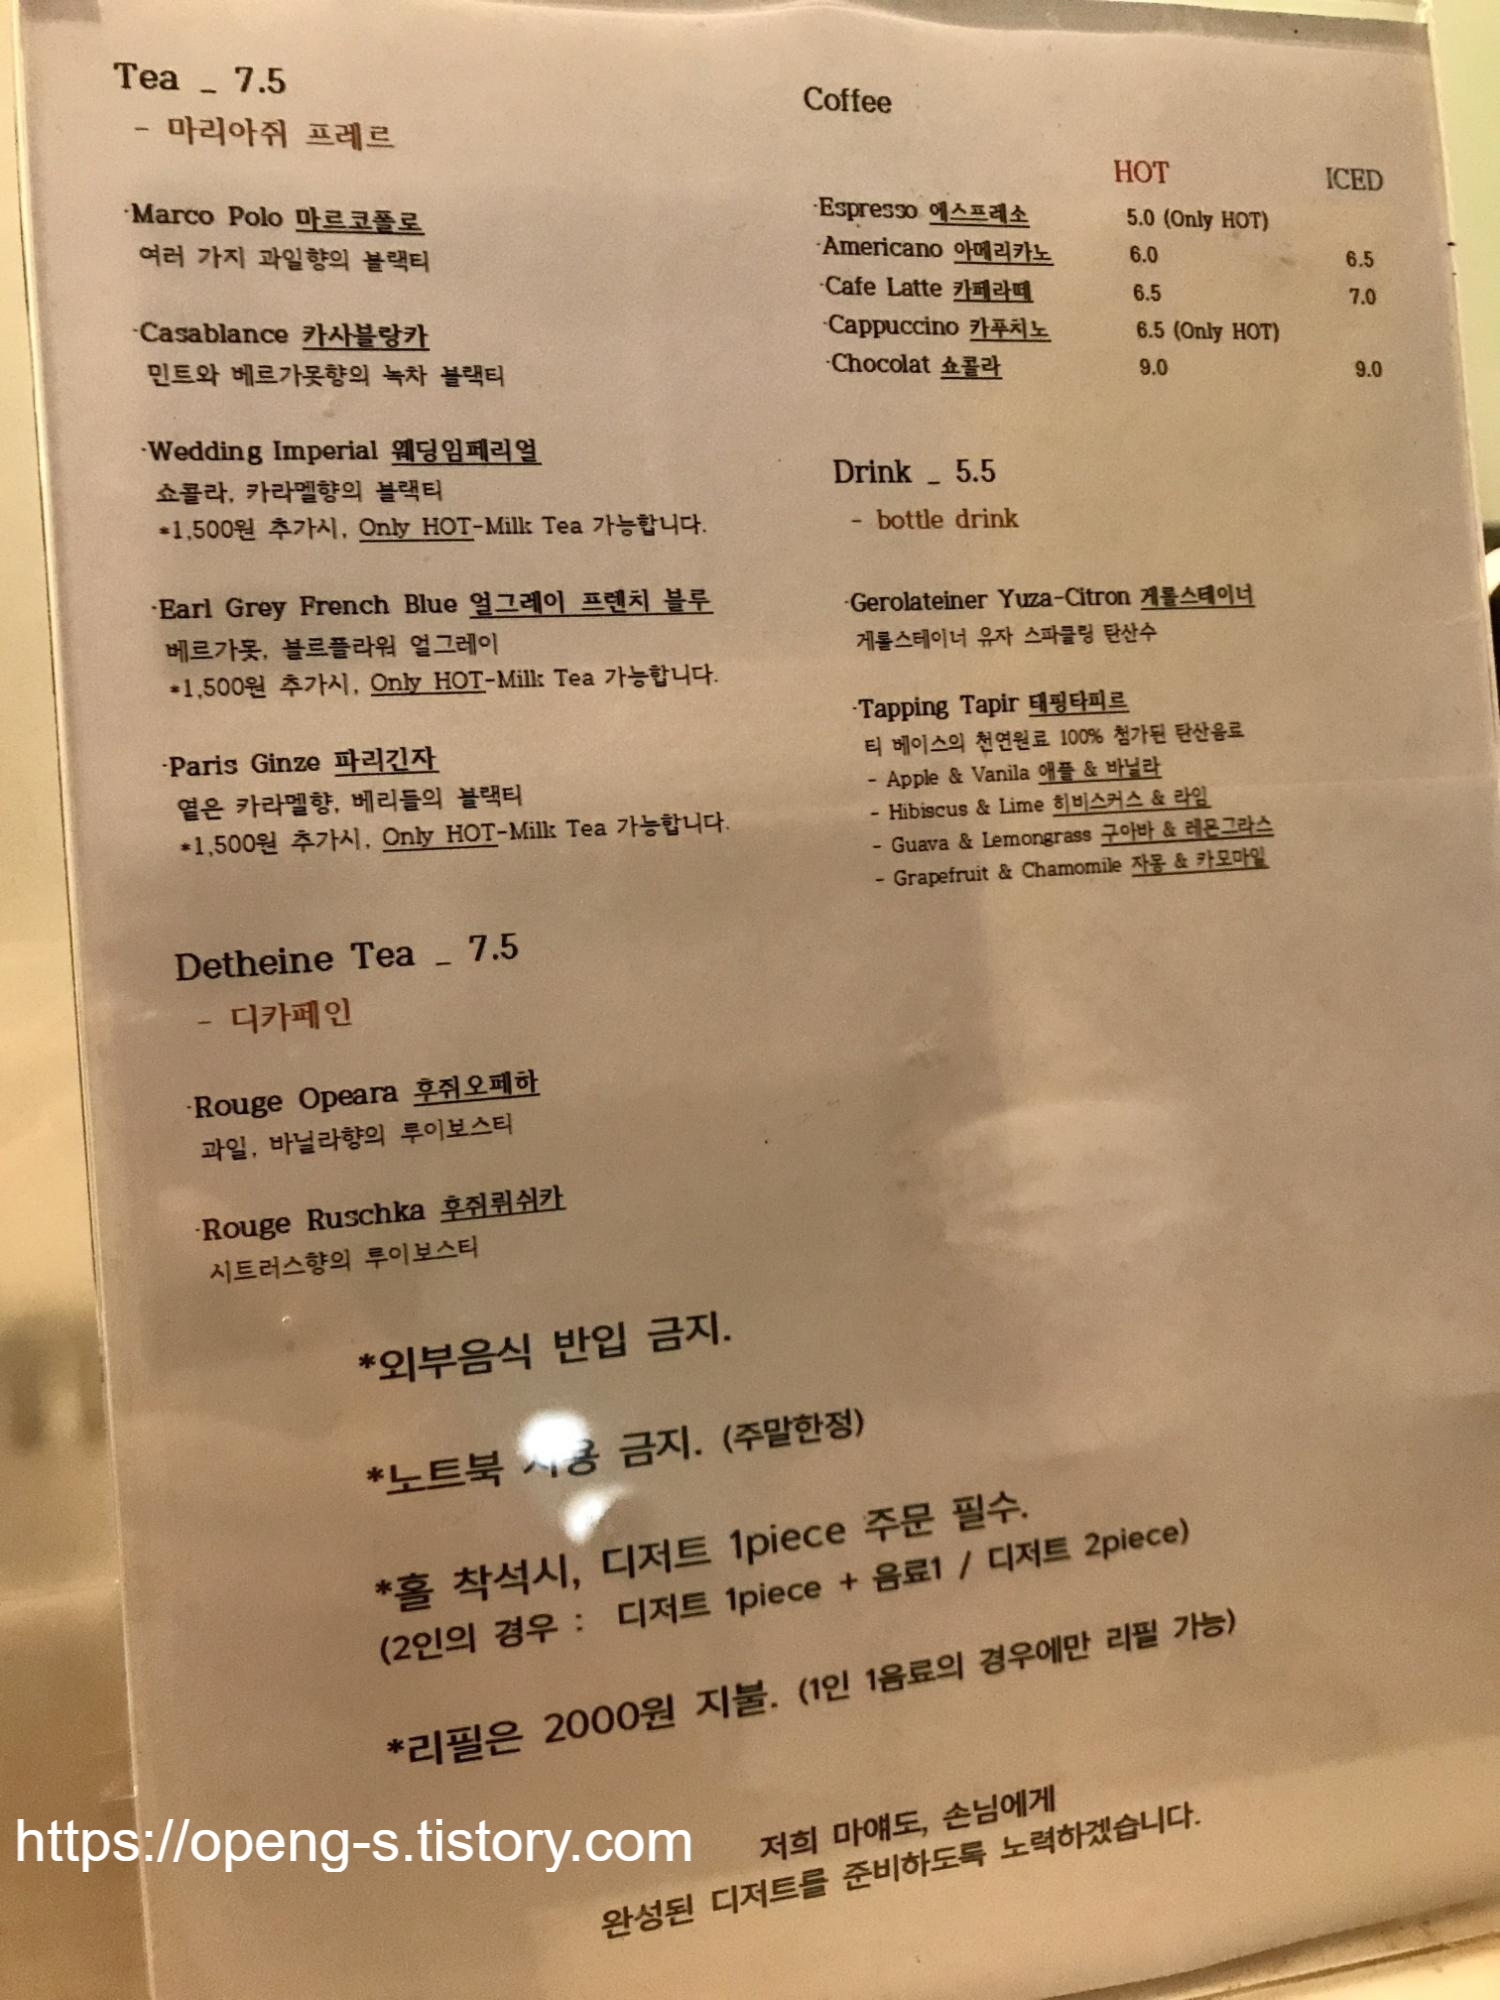 Tea _ 7.5
- 마리아쥐 프레르
·Marco Polo 마르코폴로
여러 가지 과일향의 블랙티
·Casablance 카사블랑카
민트와 베르가못향의 녹차 블랙티
·Wedding Imperial 웨딩임페리얼
쇼콜라, 카라멜향의 블랙티
*1,500원 추가시, Only HOT-Milk Tea 가능합니다.
·Earl Grey French Blue 얼그레이 프렌치 블루
베르가못, 블르플라워 얼그레이
*1,500원 추가시, Only HOT-Milk Tea 가능합니다.
·Paris Ginze 파리긴자
옅은 카라멜향, 베리들의 블랙티
*1,500원 추가시, Only HOT-Milk Tea 가능합니다.
Detheine Tea _ 7.5
- 디카페인
·Rouge Opeara 후쥐오페하
과일, 바닐라향의 루이보스티
·Rouge Ruschka 후쥐뤼쉬카
시트러스향의 루이보스티
Coffee
HOT ICED
·Espresso 에스프레소 5.0 (Only HOT)
·Americano 아메리카노 6.0 6.5
·Cafe Latte 카페라떼 6.5 7.0
·Cappuccino 카푸치노 6.5 (Only HOT)
·Chocolat 쇼콜라 9.0 9.0
Drink _ 5.5
- bottle drink
·Gerolateiner Yuza-Citron 게롤스테이너
게롤스테이너 유자 스파클링 탄산수
·Tapping Tapir 태핑타피르
티 베이스의 천연원료 100% 첨가된 탄산음료
- Apple & Vanila 애플 & 바닐라
- Hibiscus & Lime 히비스커스 & 라임
- Guava & Lemongrass 구아바 & 레몬그라스
- Grapefruit & Chamomile 자몽 & 카모마일
*외부음식 반입 금지.
*노트북 금지. (주말한정)
*홀 착석시, 디저트 1piece 주문 필수.
(2인의 경우 : 디저트 1piece + 음료1 / 디저트 2piece)
*리필은 2000원 지불. (1인 1음료의 경우에만 리필 가능)
저희 마얘도, 손님에게
완성된 디저트를 준비하도록 노력하겠습니다.
https://openg-s.tistory.com